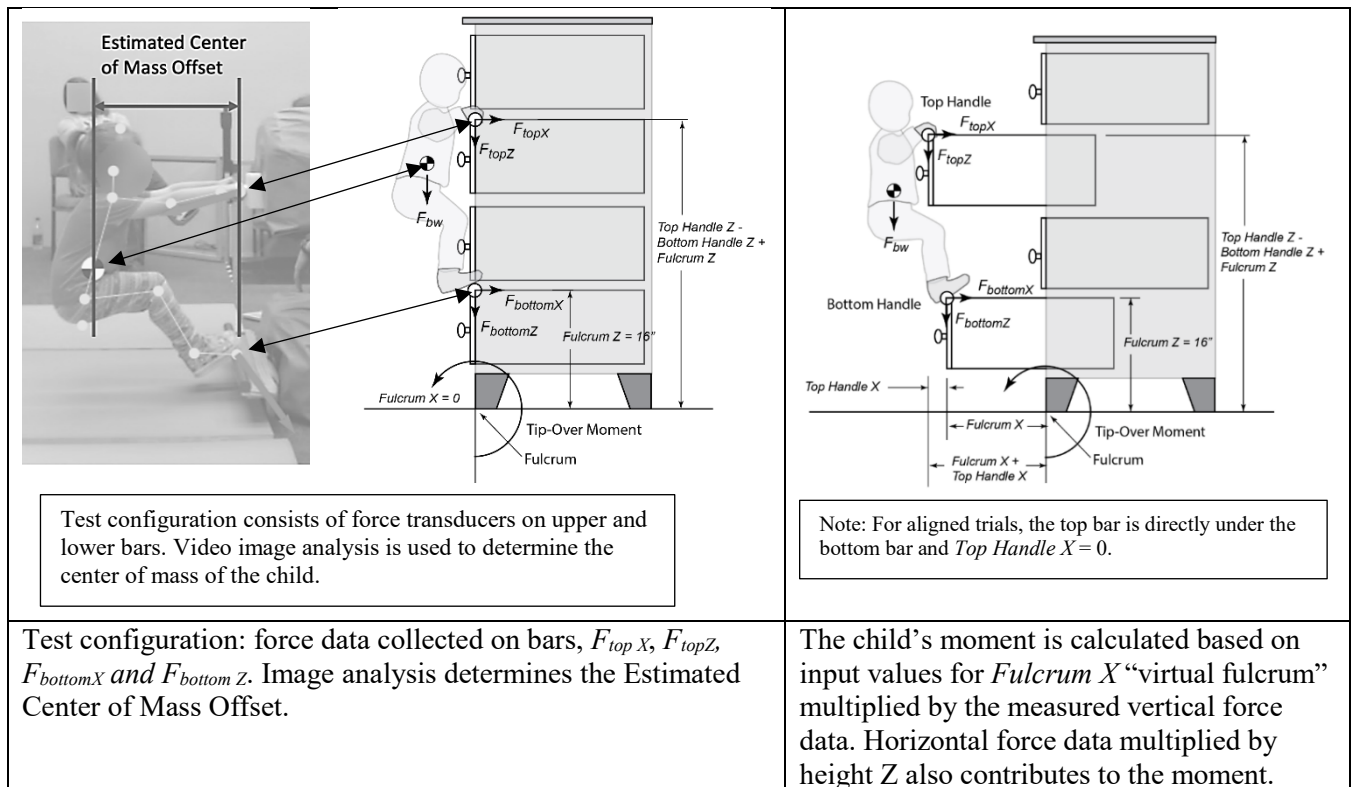 Estimated Center
of Mass Offset
F_topX
F_topZ
F_bw
Top Handle Z -
Bottom Handle Z +
Fulcrum Z
F_bottomX
F_bottomZ
Fulcrum Z = 16"
Fulcrum X = 0
Tip-Over Moment
Fulcrum
Test configuration consists of force transducers on upper and
lower bars. Video image analysis is used to determine the
center of mass of the child.
Top Handle
F_topX
F_topZ
F_bw
Top Handle Z -
Bottom Handle Z +
Fulcrum Z
Bottom Handle
F_bottomX
F_bottomZ
Fulcrum Z = 16"
Top Handle X
Fulcrum X
Tip-Over Moment
Fulcrum X +
Top Handle X
Fulcrum
Note: For aligned trials, the top bar is directly under the
bottom bar and Top Handle X = 0.
Test configuration: force data collected on bars, F_top X, F_topZ,
F_bottomX and F_bottom Z. Image analysis determines the Estimated
Center of Mass Offset.
The child’s moment is calculated based on
input values for Fulcrum X “virtual fulcrum”
multiplied by the measured vertical force
data. Horizontal force data multiplied by
height Z also contributes to the moment.